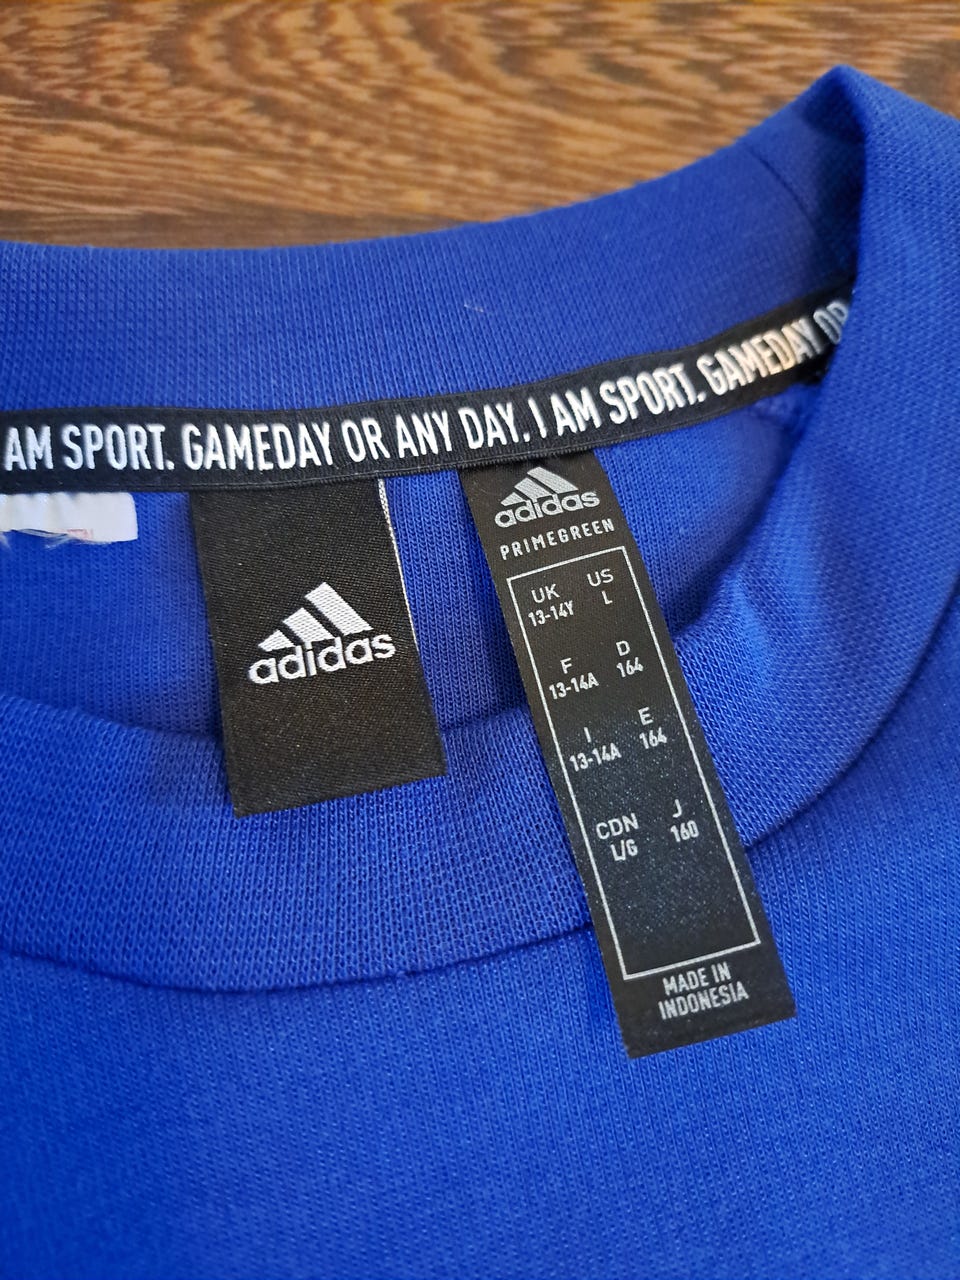 AM SPORT. GAMEDAY OR ANY DAY. I AM SPORT. GAMEDAY OR
adidas
adidas
PRIMEGREEN
UK US
13-14Y L
F D
13-14A 164
I E
13-14A 164
CDN J
L/G 160
MADE IN
INDONESIA